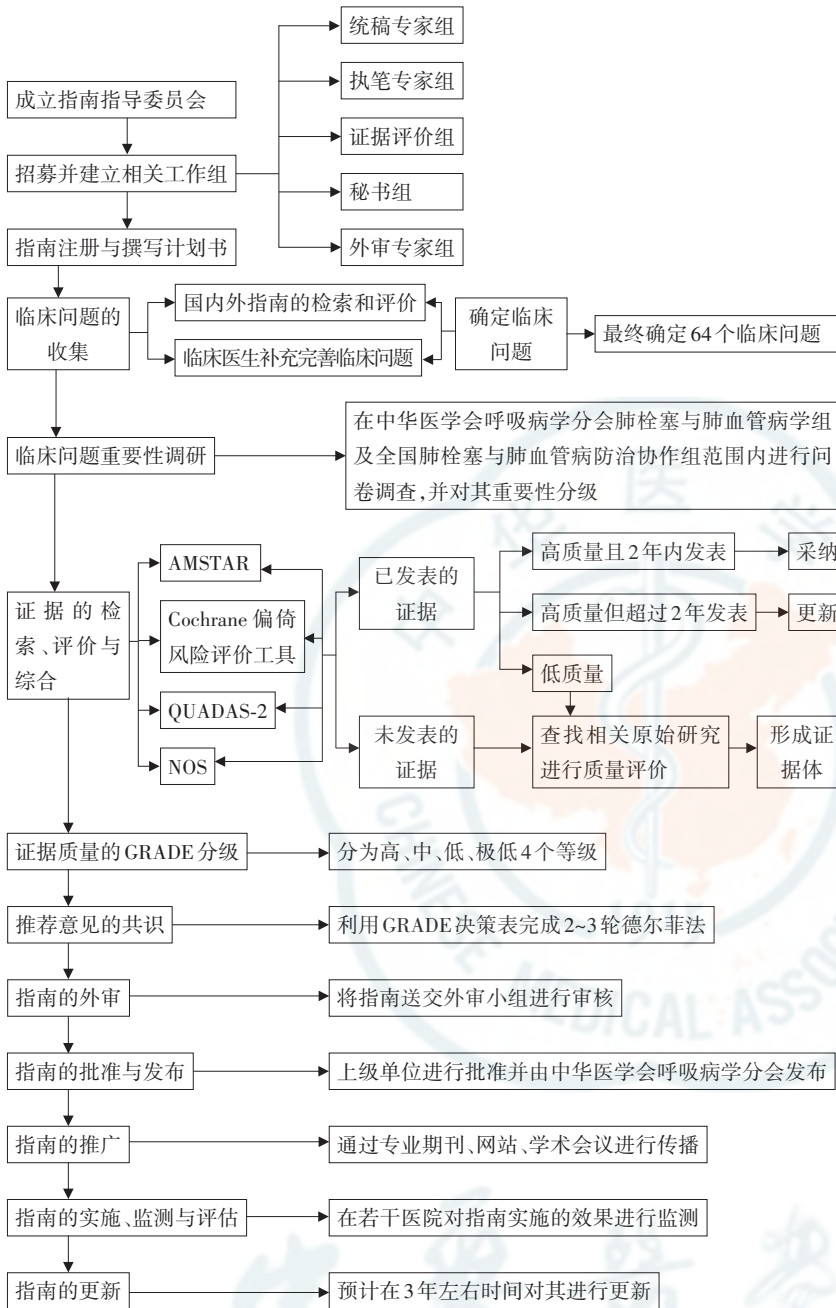 统稿专家组
执笔专家组
成立指南指导委员会
证据评价组
招募并建立相关工作组
秘书组
指南注册与撰写计划书
外审专家组
临床问题的
收集
国内外指南的检索和评价
临床医生补充完善临床问题
确定临床
问题
最终确定64个临床问题
临床问题重要性调研
在中华医学会呼吸病学分会肺栓塞与肺血管病学组
及全国肺栓塞与肺血管病防治协作组范围内进行问
卷调查,并对其重要性分级
证据的检
索、评价与
综合
AMSTAR
Cochrane偏倚
风险评价工具
QUADAS-2
NOS
已发表的
证据
高质量且2年内发表
采纳
高质量但超过2年发表
更新
低质量
未发表的
证据
查找相关原始研究
进行质量评价
形成证
据体
证据质量的GRADE分级
分为高、中、低、极低4个等级
推荐意见的共识
利用GRADE决策表完成2~3轮德尔菲法
指南的外审
将指南送交外审小组进行审核
指南的批准与发布
上级单位进行批准并由中华医学会呼吸病学分会发布
指南的推广
通过专业期刊、网站、学术会议进行传播
指南的实施、监测与评估
在若干医院对指南实施的效果进行监测
指南的更新
预计在3年左右时间对其进行更新
中华医学
CHINESE MEDICAL ASSO
1915